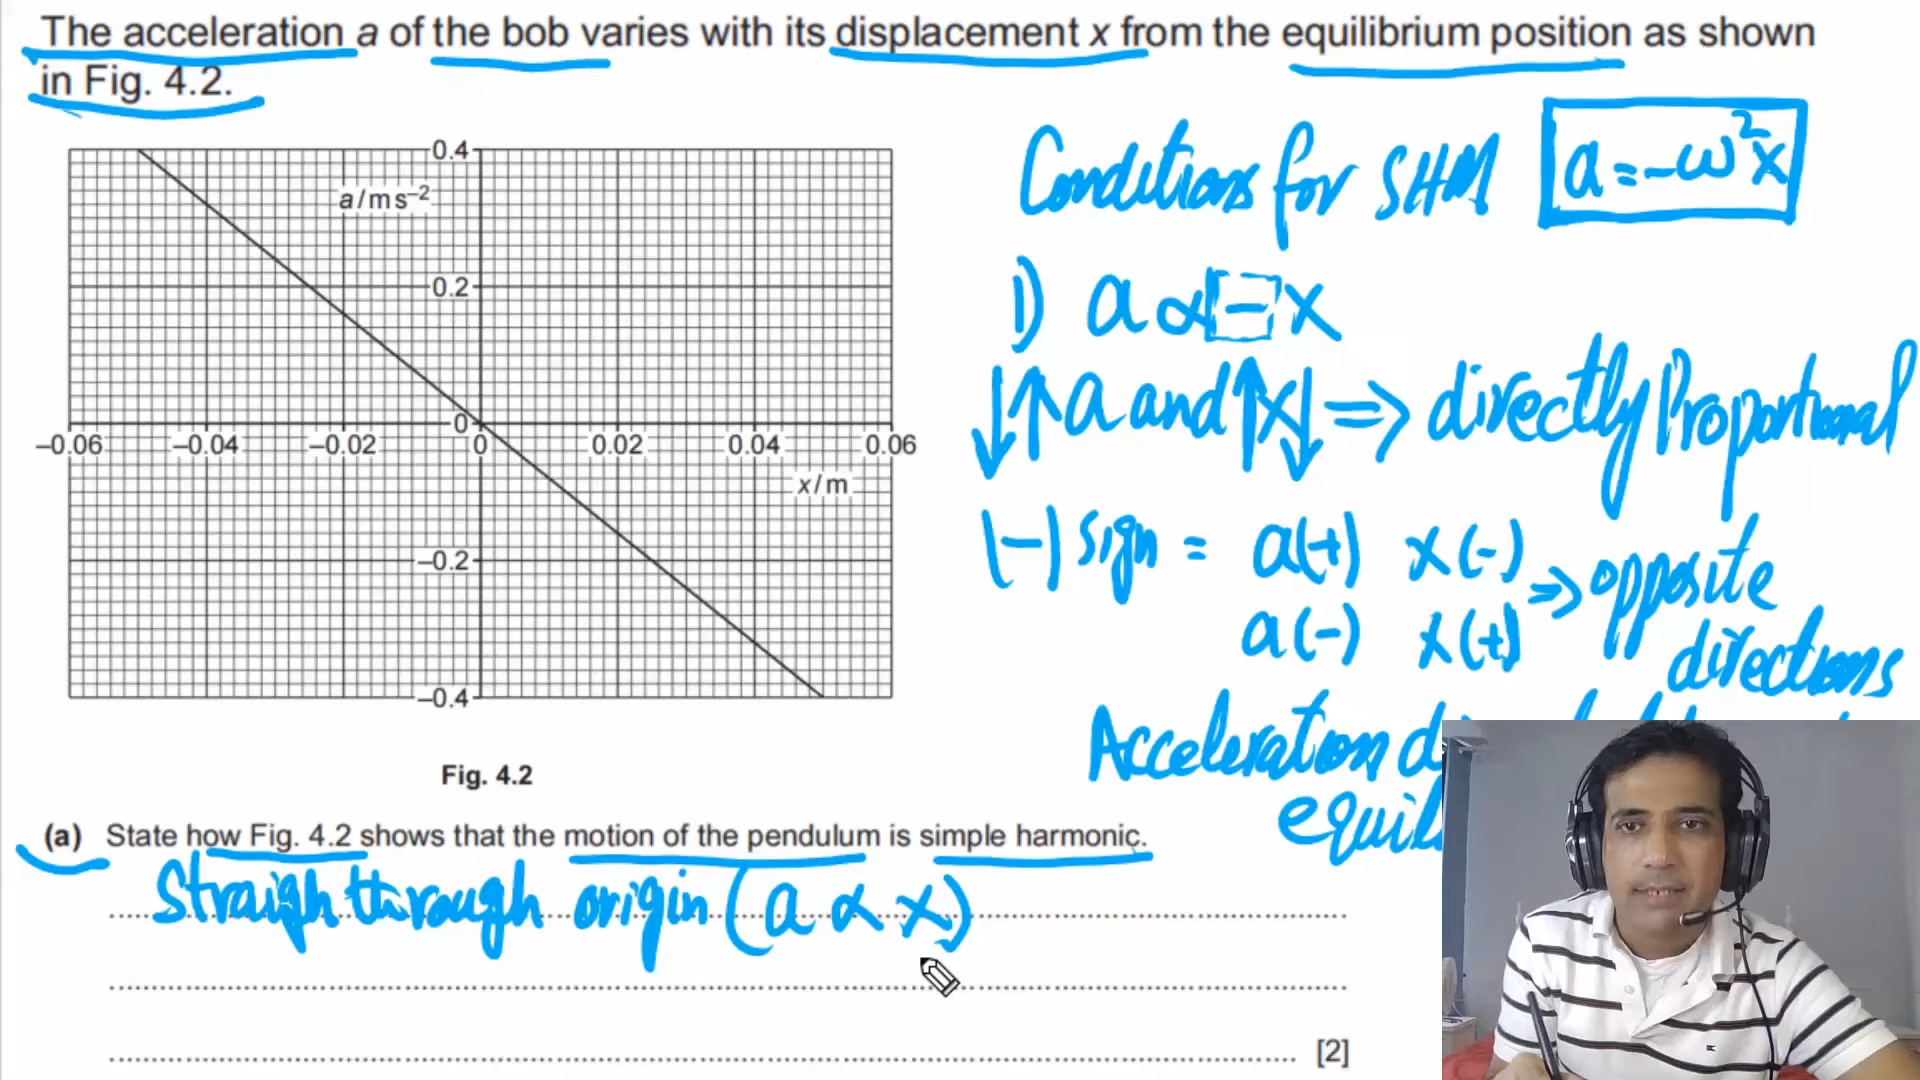 The acceleration a of the bob varies with its displacement x from the equilibrium position as shown
in Fig. 4.2.
Conditions for SHM
a = -ω²x
0.4
a/ms⁻²
0.2
0
-0.06 -0.04 -0.02 0 0.02 0.04 0.06
x/m
-0.2
-0.4
Fig. 4.2
1) a ∝ - x
↓↑ a and ↑x↓ ⇒ directly Proportional
(-) sign = a(+) x(-)
a(-) x(+)
⇒ opposite
directions
Acceleration
(a) State how Fig. 4.2 shows that the motion of the pendulum is simple harmonic.
Straigh through origin (a ∝ x)
[2]